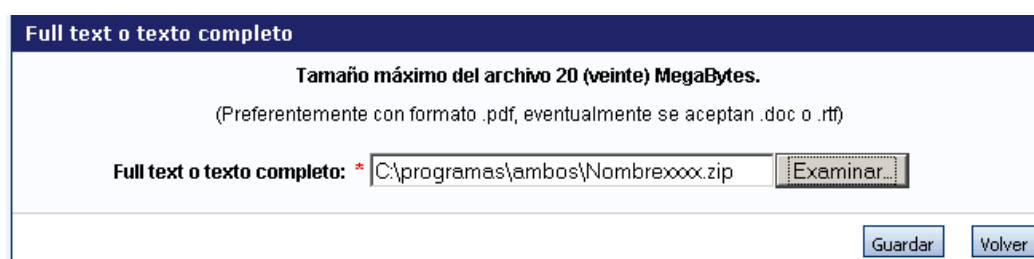 Full text o texto completo
Tamaño máximo del archivo 20 (veinte) MegaBytes.
(Preferentemente con formato .pdf, eventualmente se aceptan .doc o .rtf)
Full text o texto completo: * C:\programas\ambos\Nombrexxxx.zip Examinar...
Guardar Volver